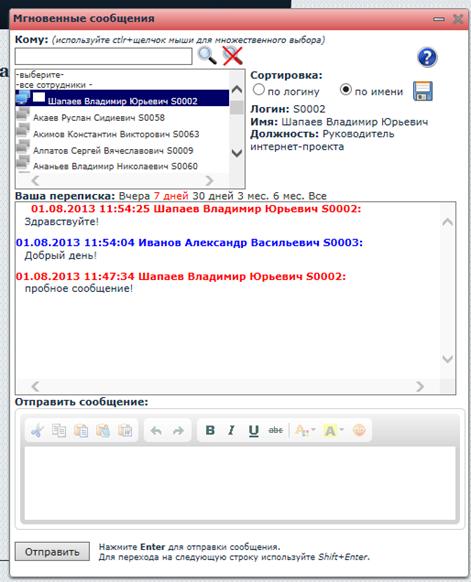 Мгновенные сообщения
Кому: (используйте ctlr+щелчок мыши для множественного выбора)
-выберите-
-все сотрудники -
Шапаев Владимир Юрьевич S0002
Акаев Руслан Сидиевич S0058
Акимов Константин Викторович S0063
Алпатов Сергей Вячеславович S0009
Ананьев Владимир Николаевич S0060
Сортировка:
по логину по имени
Логин: S0002
Имя: Шапаев Владимир Юрьевич
Должность: Руководитель
интернет-проекта
Ваша переписка: Вчера 7 дней 30 дней 3 мес. 6 мес. Все
01.08.2013 11:54:25 Шапаев Владимир Юрьевич S0002:
Здравствуйте!
01.08.2013 11:54:04 Иванов Александр Васильевич S0003:
Добрый день!
01.08.2013 11:47:34 Шапаев Владимир Юрьевич S0002:
пробное сообщение!
Отправить сообщение:
B I U abc A A
Отправить
Нажмите Enter для отправки сообщения.
Для перехода на следующую строку используйте Shift+Enter.